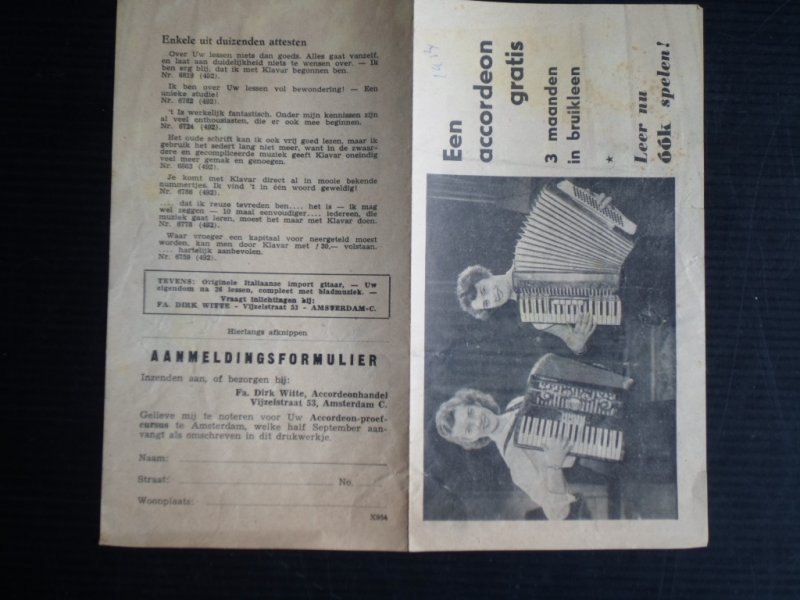 Enkele uit duizenden attesten
Over Uw lessen niets dan goeds. Alles gaat vanzelf,
en laat aan duidelijkheid niets te wensen over. — Ik
ben erg blij, dat ik met Klavar begonnen ben.
Nr. 6819 (492).
Ik ben over Uw lessen vol bewondering! — Een
unieke studie!
Nr. 6782 (492).
't Is werkelijk fantastisch. Onder mijn kennissen zijn
al veel enthousiasten, die er ook mee beginnen.
Nr. 6724 (492).
Het oude schrift kan ik ook vrij goed lezen, maar ik
gebruik het sedert lang niet meer, want in de zwaar-
dere en gecompliceerde muziek geeft Klavar oneindig
veel meer gemak en genoegen.
Nr. 6863 (492).
Je komt met Klavar direct al in mooie bekende
nummertjes. Ik vind 't in één woord geweldig!
Nr. 6786 (492).
.... dat ik reuze tevreden ben.... het is — ik mag
wel zeggen — 10 maal eenvoudiger.... Iedereen, die
muziek gaat leren, moest het maar met Klavar doen.
Nr. 6778 (492).
Waar vroeger een kapitaal voor neergeteld moest
worden, kan men door Klavar met f 30,— volstaan.
.... hartelijk aanbevolen.
Nr. 6759 (492).
TEVENS: Originele Italiaanse import gitaar, — Uw
eigendom na 26 lessen, compleet met bladmuziek. —
Vraagt inlichtingen bij:
FA. DIRK WITTE - Vijzelstraat 53 - AMSTERDAM-C.
Hierlangs afknippen
AANMELDINGSFORMULIER
Inzenden aan, of bezorgen bij:
Fa. Dirk Witte, Accordeonhandel
Vijzelstraat 53, Amsterdam C.
Gelieve mij te noteren voor Uw Accordeon-proef-
cursus te Amsterdam, welke half September aan-
vangt als omschreven in dit drukwerkje.
Naam:
Straat: No.
Woonplaats:
X954
Een
accordeon
gratis
3 maanden
in bruikleen
*
Leer nu
óók spelen!